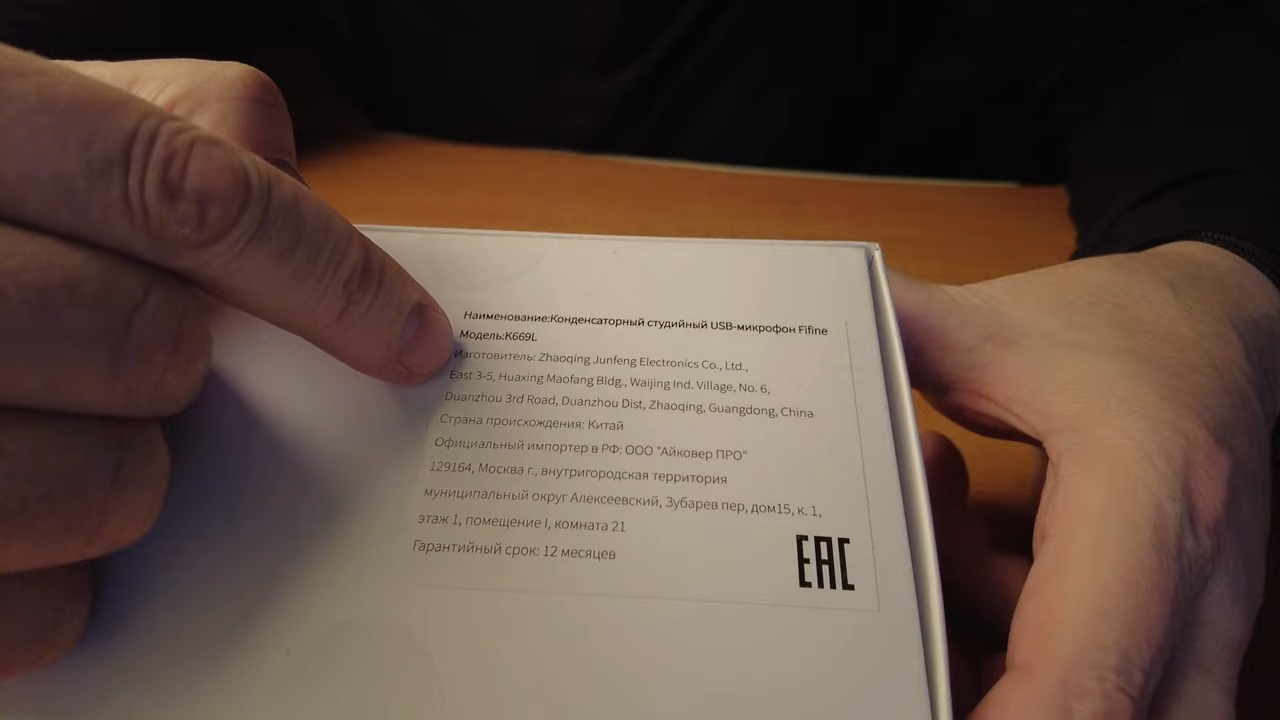 Наименование:Конденсаторный студийный USB-микрофон Fifine
Модель:K669L
Изготовитель: Zhaoqing Junfeng Electronics Co., Ltd.,
East 3-5, Huaxing Maofang Bldg., Waijing Ind. Village, No. 6,
Duanzhou 3rd Road, Duanzhou Dist, Zhaoqing, Guangdong, China
Страна происхождения: Китай
Официальный импортер в РФ: ООО "Айковер ПРО"
129164, Москва г., внутригородская территория
муниципальный округ Алексеевский, Зубарев пер, дом15, к. 1,
этаж 1, помещение I, комната 21
Гарантийный срок: 12 месяцев
EAC